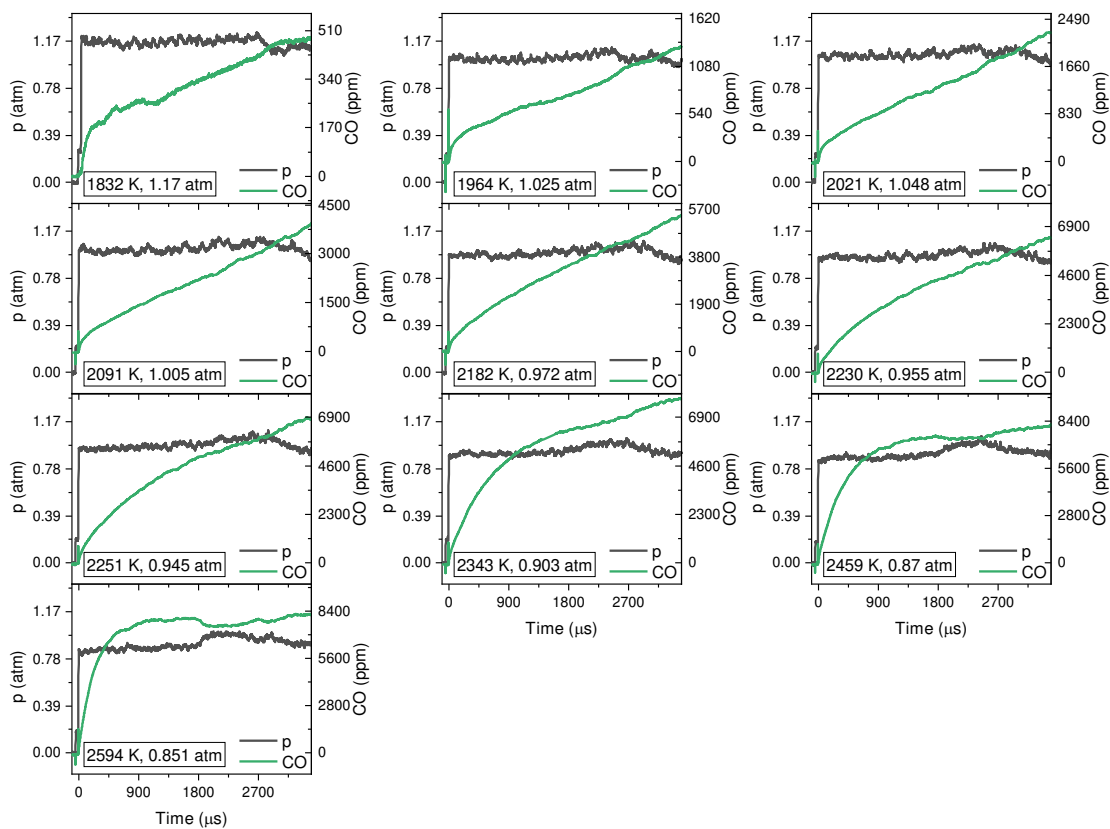 p (atm)
1.17
0.78
0.39
0.00
510
340
170
0
CO (ppm)
p
CO
1832 K, 1.17 atm
p (atm)
1.17
0.78
0.39
0.00
1620
1080
540
0
CO (ppm)
p
CO
1964 K, 1.025 atm
p (atm)
1.17
0.78
0.39
0.00
2490
1660
830
0
CO (ppm)
p
CO
2021 K, 1.048 atm
p (atm)
1.17
0.78
0.39
0.00
4500
3000
1500
0
CO (ppm)
p
CO
2091 K, 1.005 atm
p (atm)
1.17
0.78
0.39
0.00
5700
3800
1900
0
CO (ppm)
p
CO
2182 K, 0.972 atm
p (atm)
1.17
0.78
0.39
0.00
6900
4600
2300
0
CO (ppm)
p
CO
2230 K, 0.955 atm
p (atm)
1.17
0.78
0.39
0.00
6900
4600
2300
0
CO (ppm)
p
CO
2251 K, 0.945 atm
p (atm)
1.17
0.78
0.39
0.00
6900
4600
2300
0
CO (ppm)
p
CO
2343 K, 0.903 atm
0 900 1800 2700
Time (μs)
p (atm)
1.17
0.78
0.39
0.00
8400
5600
2800
0
CO (ppm)
p
CO
2459 K, 0.87 atm
0 900 1800 2700
Time (μs)
p (atm)
1.17
0.78
0.39
0.00
8400
5600
2800
0
CO (ppm)
p
CO
2594 K, 0.851 atm
0 900 1800 2700
Time (μs)